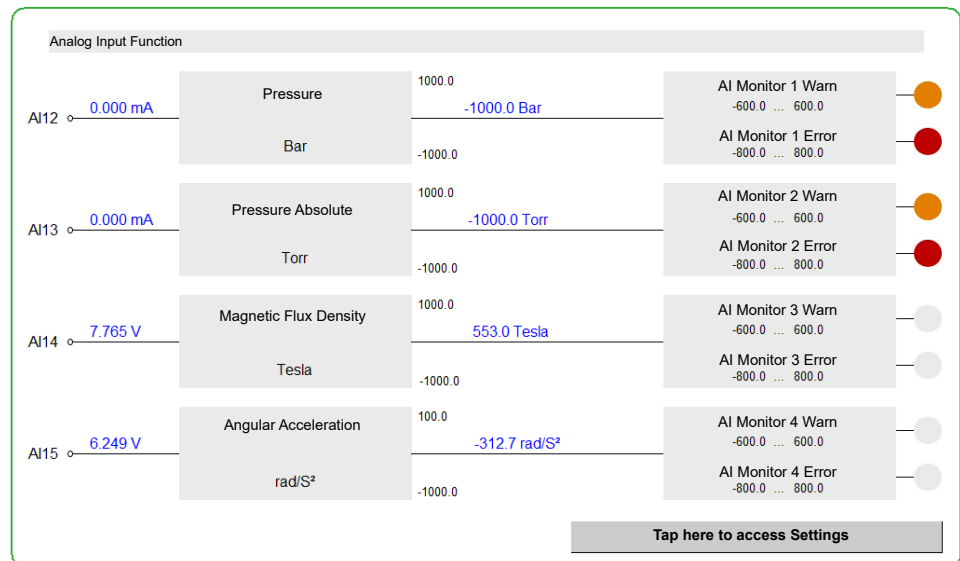 Analog Input Function
AI12
0.000 mA
Pressure
Bar
1000.0
-1000.0 Bar
-1000.0
AI Monitor 1 Warn
-600.0 ... 600.0
AI Monitor 1 Error
-800.0 ... 800.0
AI13
0.000 mA
Pressure Absolute
Torr
1000.0
-1000.0 Torr
-1000.0
AI Monitor 2 Warn
-600.0 ... 600.0
AI Monitor 2 Error
-800.0 ... 800.0
AI14
7.765 V
Magnetic Flux Density
Tesla
1000.0
553.0 Tesla
-1000.0
AI Monitor 3 Warn
-600.0 ... 600.0
AI Monitor 3 Error
-800.0 ... 800.0
AI15
6.249 V
Angular Acceleration
rad/S²
100.0
-312.7 rad/S²
-1000.0
AI Monitor 4 Warn
-600.0 ... 600.0
AI Monitor 4 Error
-800.0 ... 800.0
Tap here to access Settings